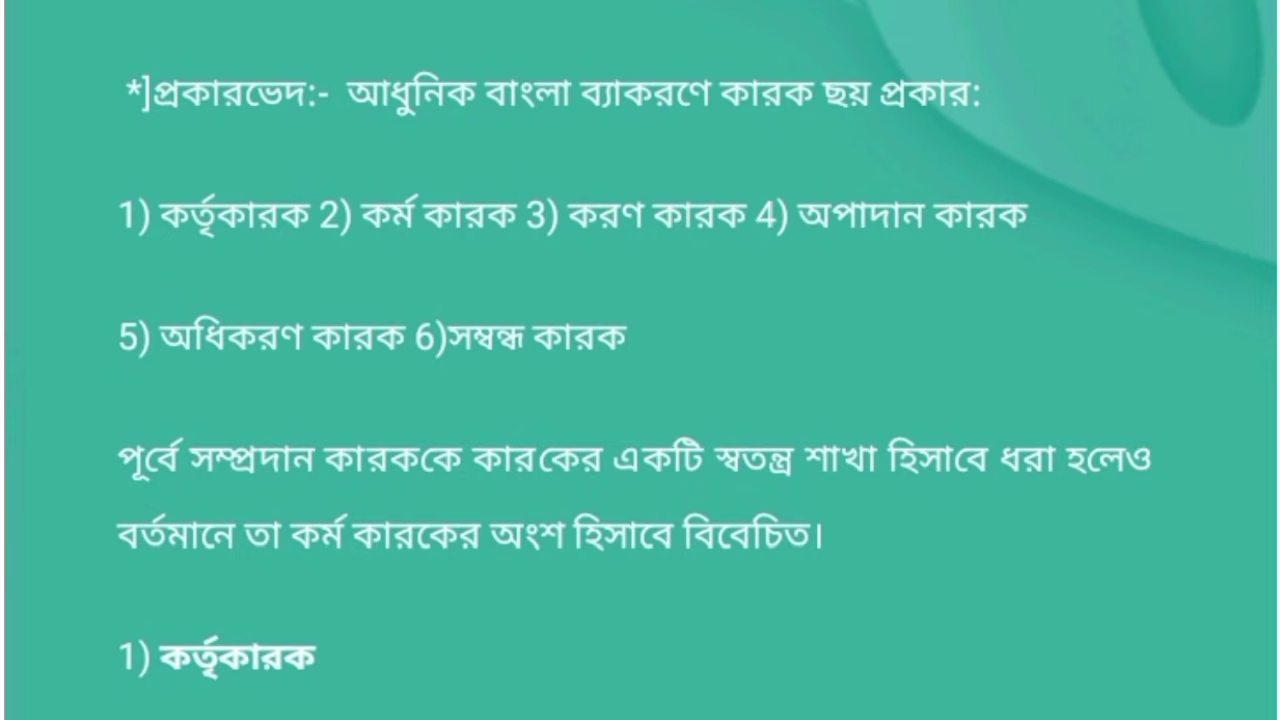 *]প্রকারভেদ:- আধুনিক বাংলা ব্যাকরণে কারক ছয় প্রকার:
1) কর্তৃকারক 2) কর্ম কারক 3) করণ কারক 4) অপাদান কারক
5) অধিকরণ কারক 6)সম্বন্ধ কারক
পূর্বে সম্প্রদান কারককে কারকের একটি স্বতন্ত্র শাখা হিসাবে ধরা হলেও
বর্তমানে তা কর্ম কারকের অংশ হিসাবে বিবেচিত।
1) কর্তৃকারক